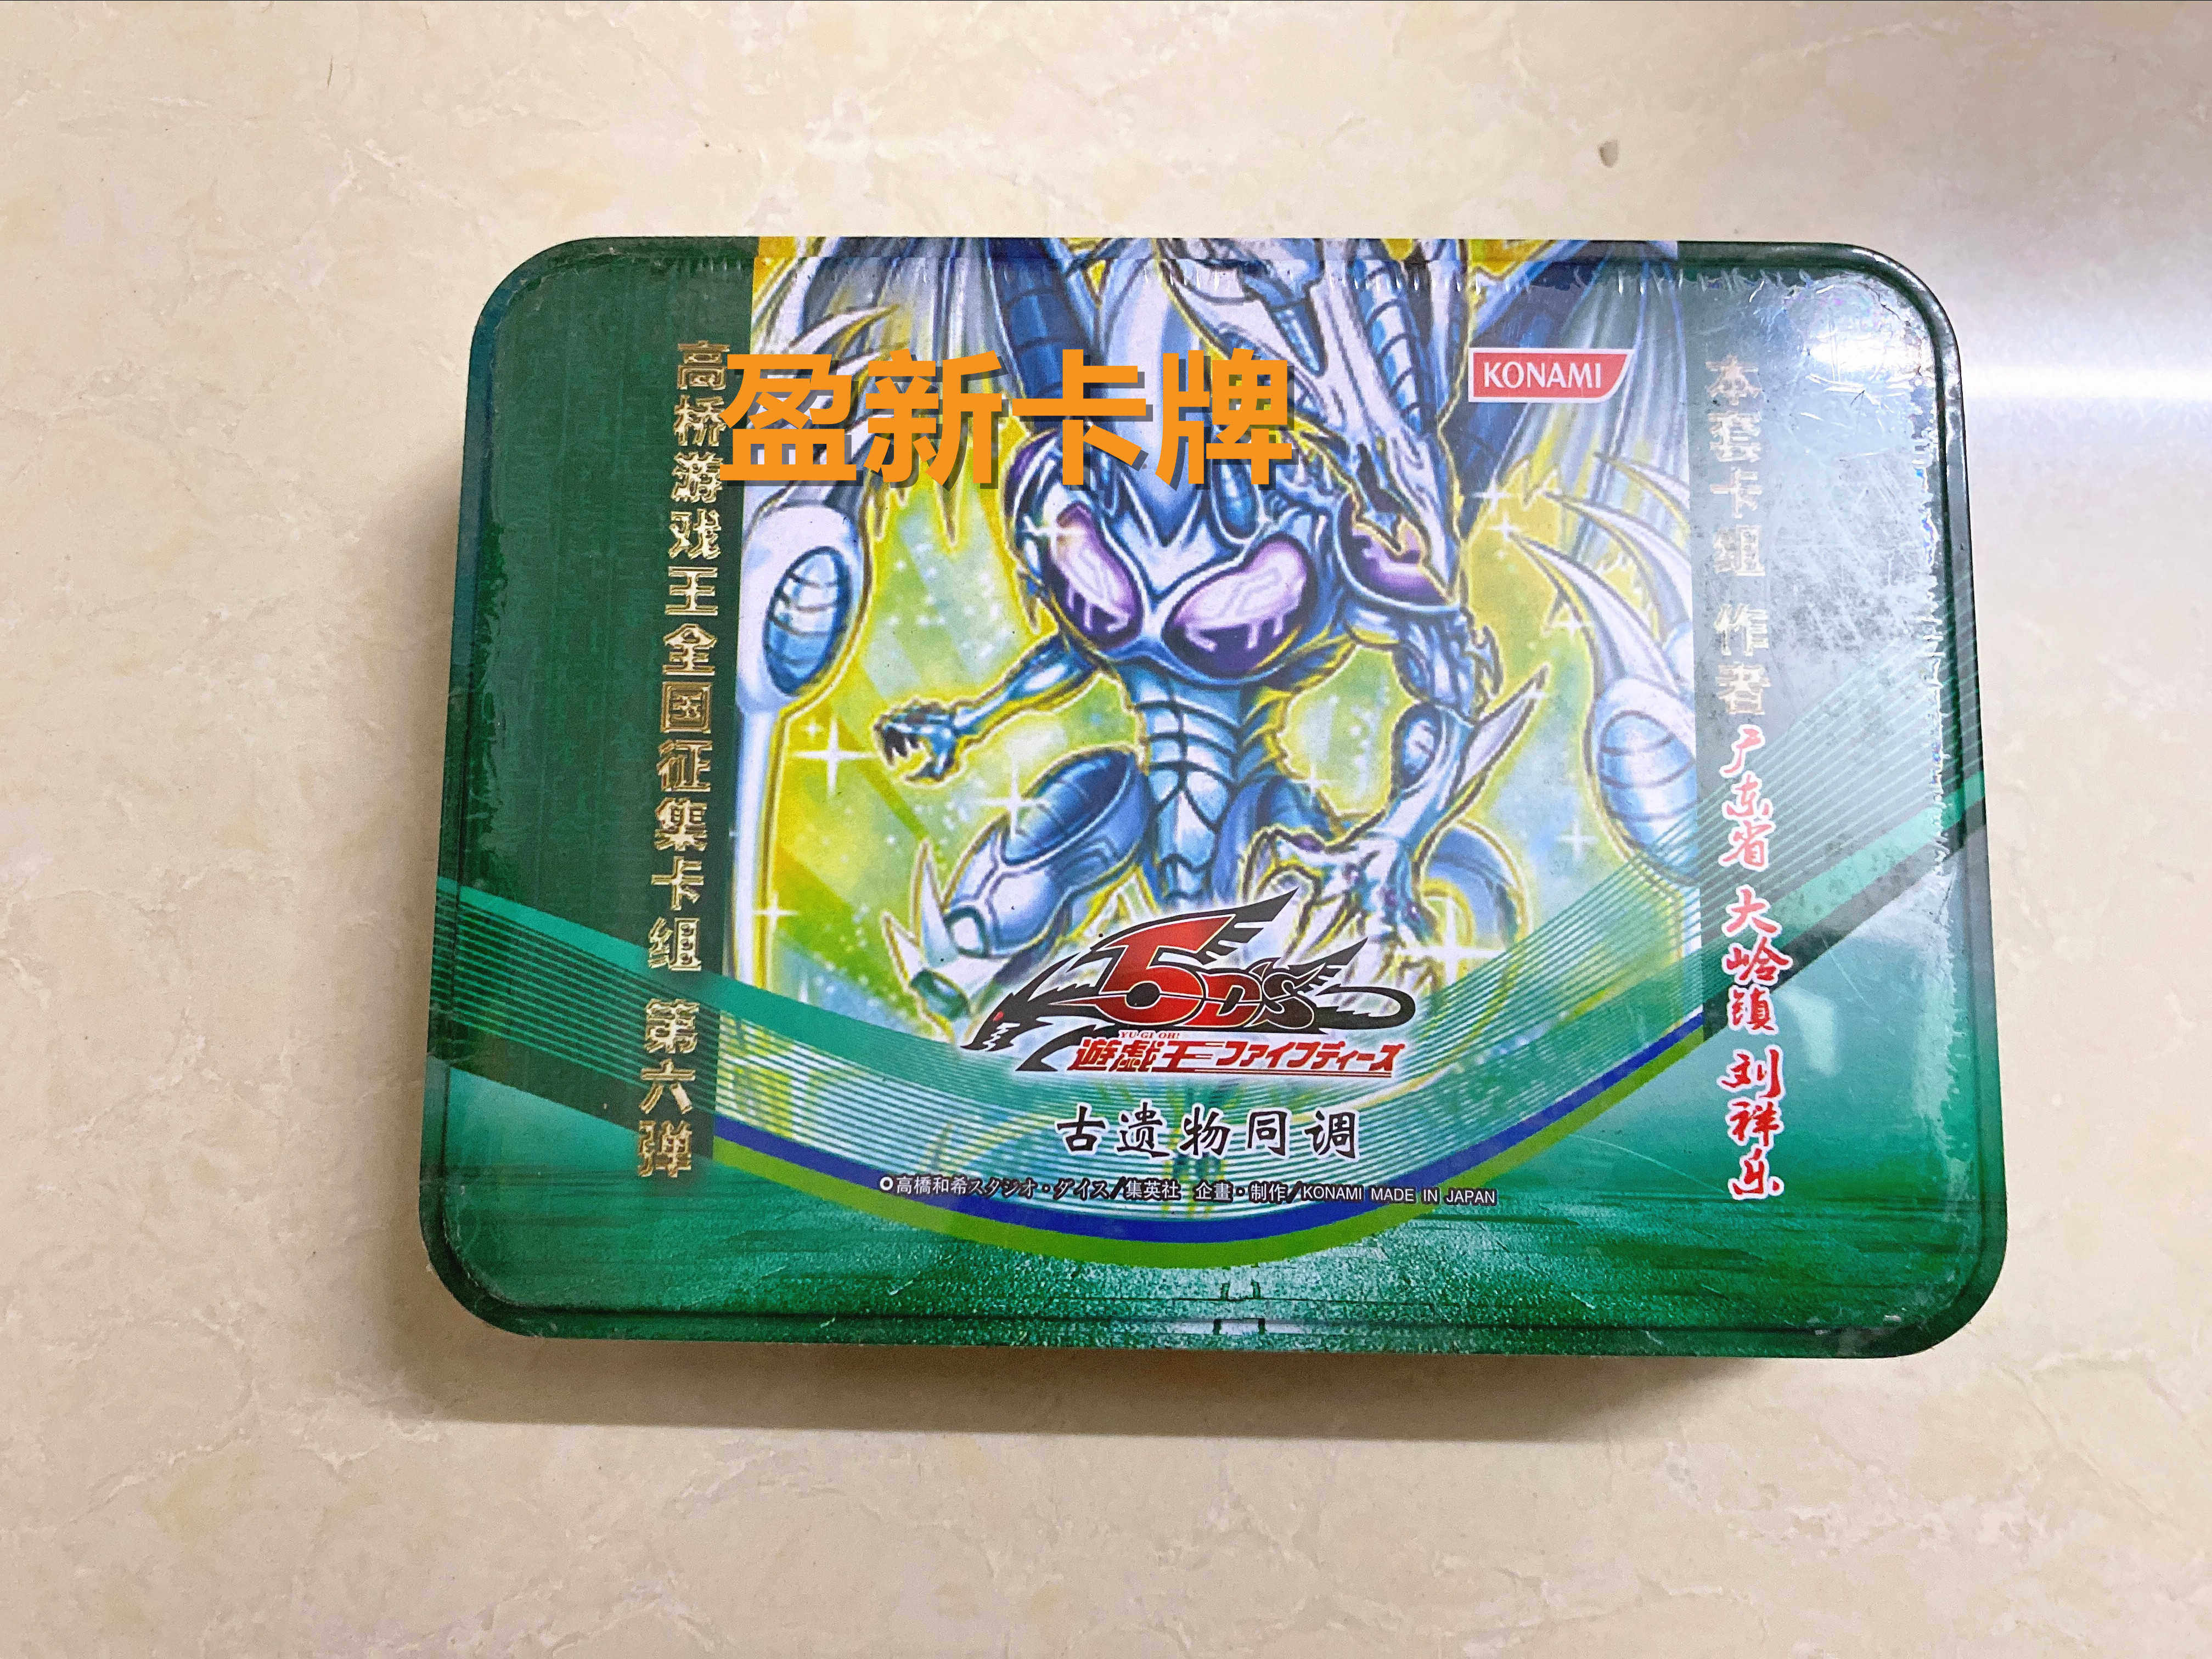 高桥游戏王全国征集卡组 第六弹
盈新卡牌
KONAMI
本套卡组 作者 广东省 大岭镇 刘祥乐
5D'S
YU-GI-OH!
遊戯王ファイブディーズ
古遗物同调
高橋和希スタジオ・ダイス/集英社 企畫・制作/KONAMI MADE IN JAPAN